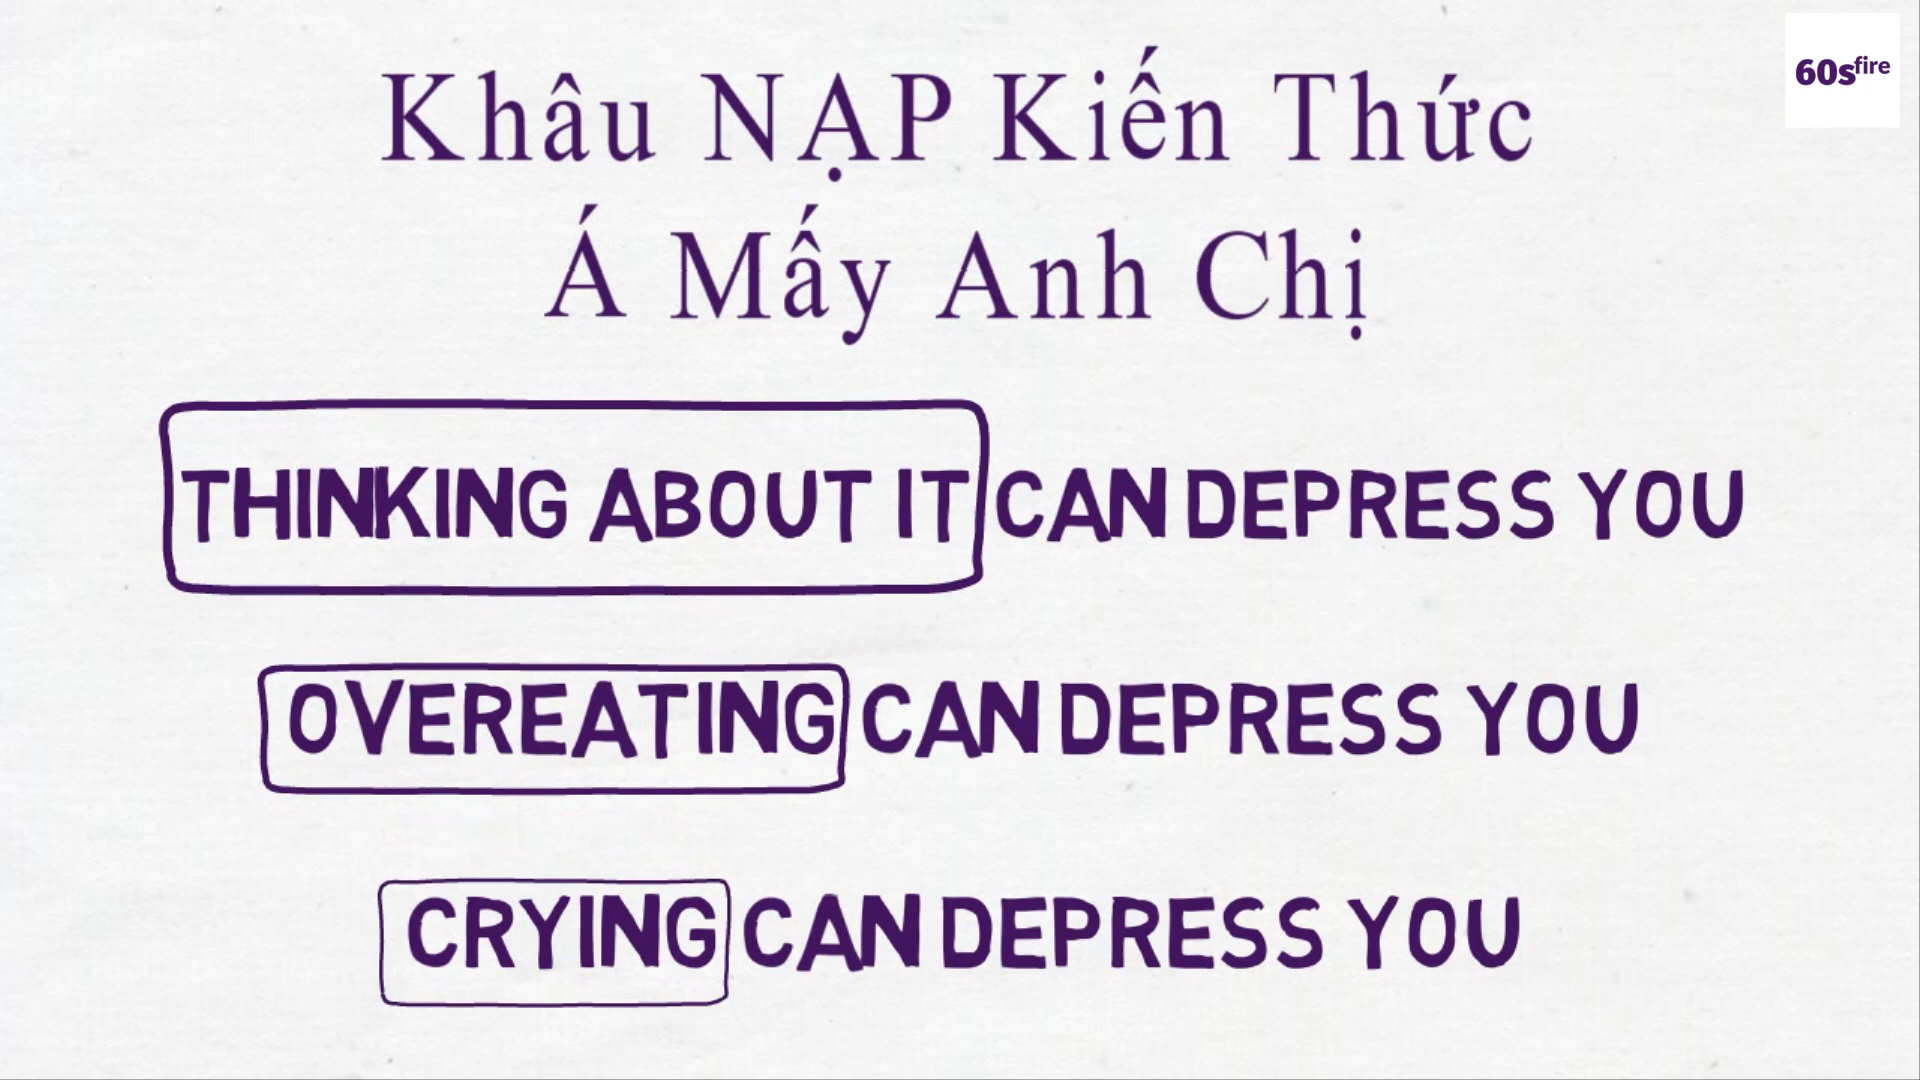 60sfire
Khâu NẠP Kiến Thức
Á Mấy Anh Chị
THINKING ABOUT IT CAN DEPRESS YOU
OVEREATING CAN DEPRESS YOU
CRYING CAN DEPRESS YOU